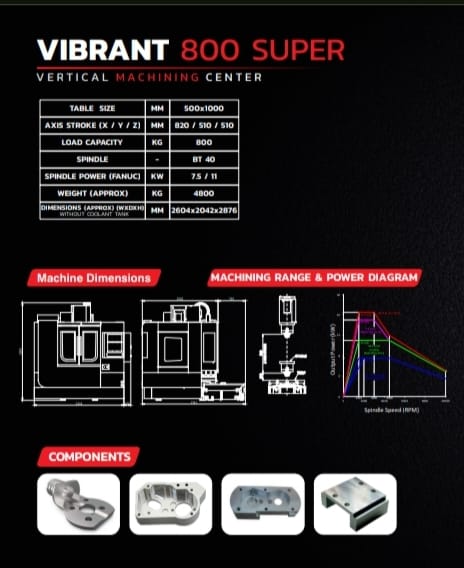 VIBRANT 800 SUPER
VERTICAL MACHINING CENTER
TABLE SIZE MM 500x1000
AXIS STROKE (X / Y / Z) MM 820 / 510 / 510
LOAD CAPACITY KG 800
SPINDLE - BT 40
SPINDLE POWER (FANUC) KW 7.5 / 11
WEIGHT (APPROX) KG 4800
DIMENSIONS (APPROX) (WXDXH) MM 2604x2042x2876
WITHOUT COOLANT TANK
Machine Dimensions
MACHINING RANGE & POWER DIAGRAM
Output Power (kW)
Spindle Speed (RPM)
COMPONENTS